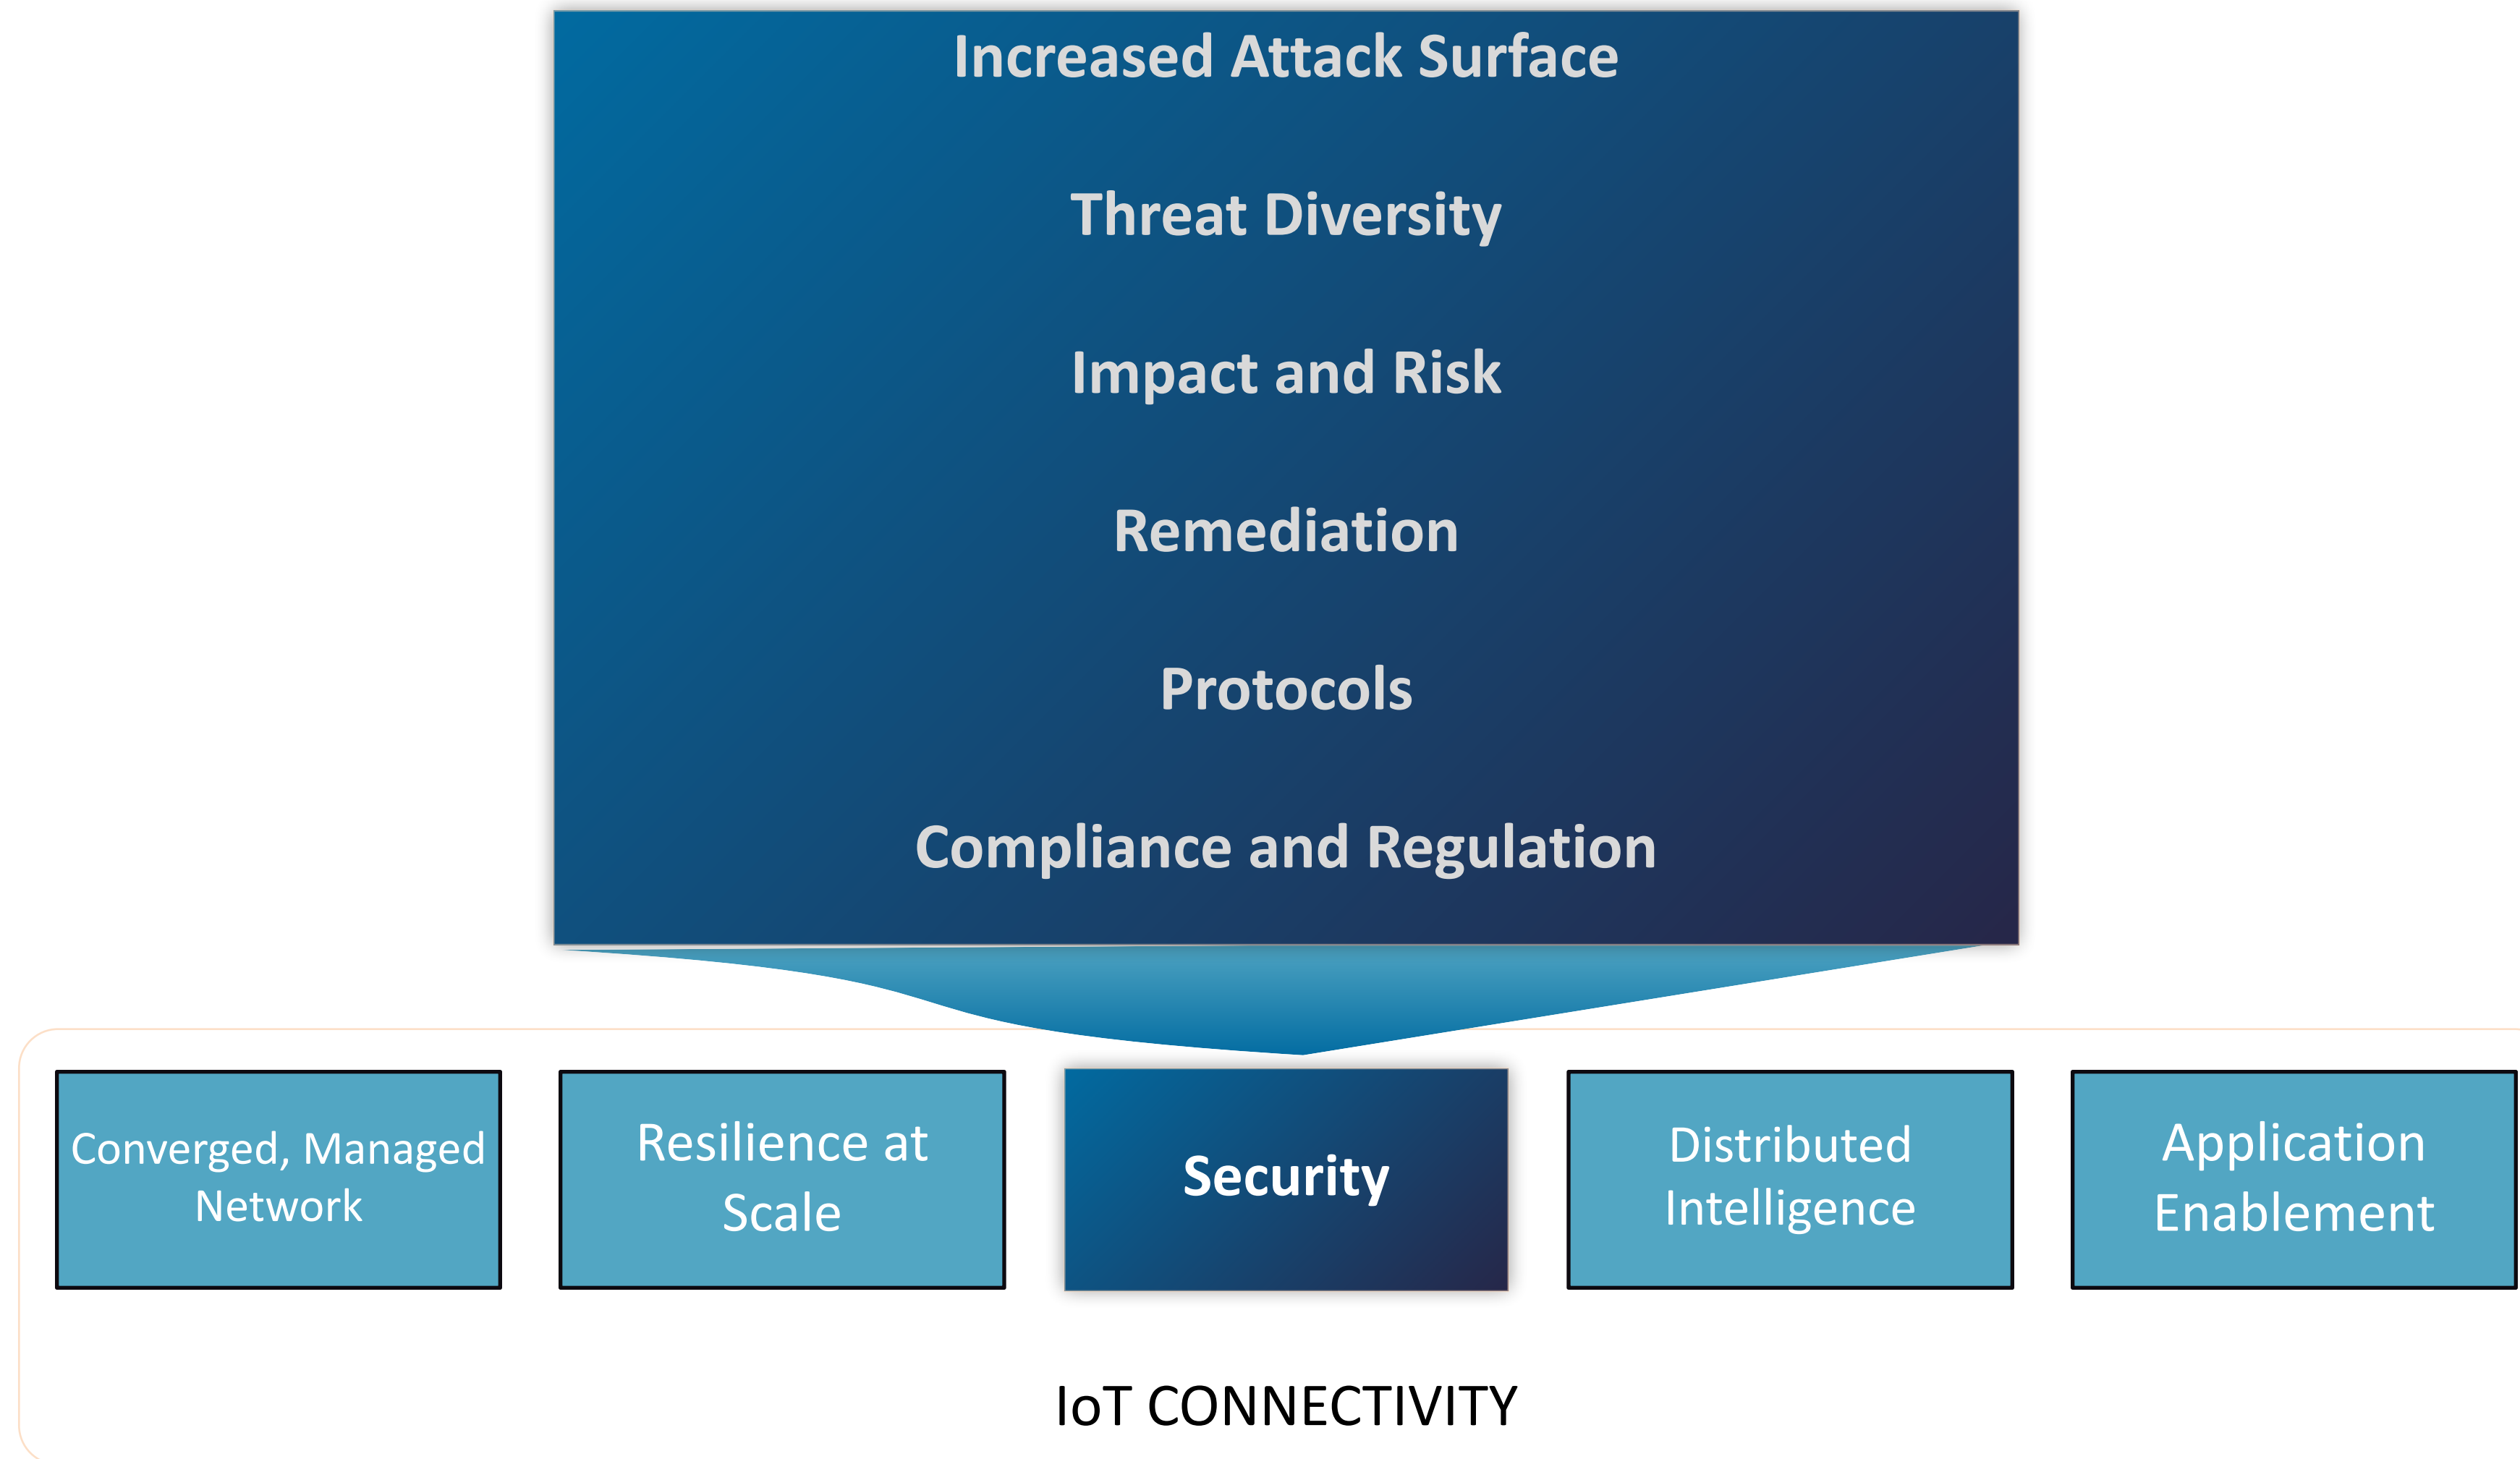 Increased Attack Surface
Threat Diversity
Impact and Risk
Remediation
Protocols
Compliance and Regulation
Converged, Managed
Network
Resilience at
Scale
Security
Distributed
Intelligence
Application
Enablement
IoT CONNECTIVITY